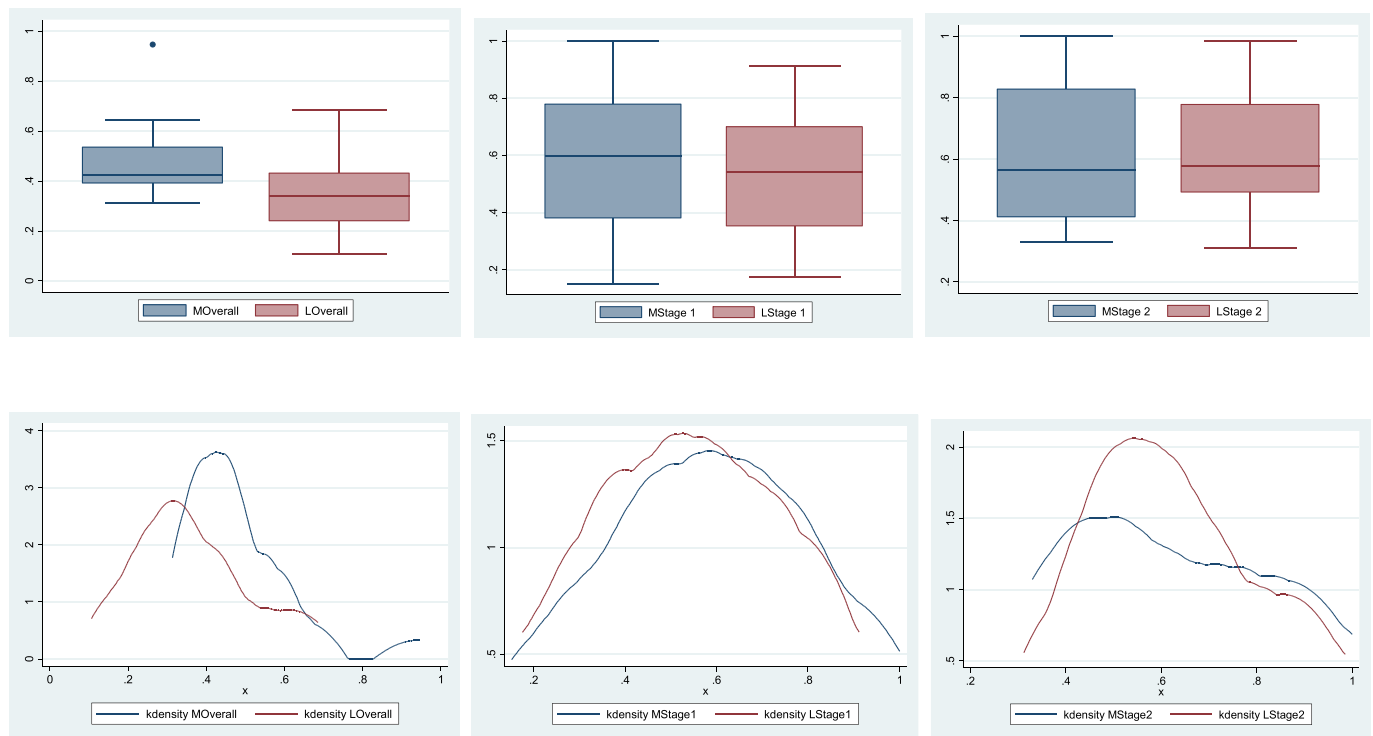 1
.8
.6
.4
.2
0
MOverall LOverall
1
.8
.6
.4
.2
MStage 1 LStage 1
1
.8
.6
.4
.2
MStage 2 LStage 2
4
3
2
1
0
0 .2 .4 .6 .8 1
x
kdensity MOverall kdensity LOverall
1.5
1
.5
.2 .4 .6 .8 1
x
kdensity MStage1 kdensity LStage1
2
1.5
1
.5
.2 .4 .6 .8 1
x
kdensity MStage2 kdensity LStage2